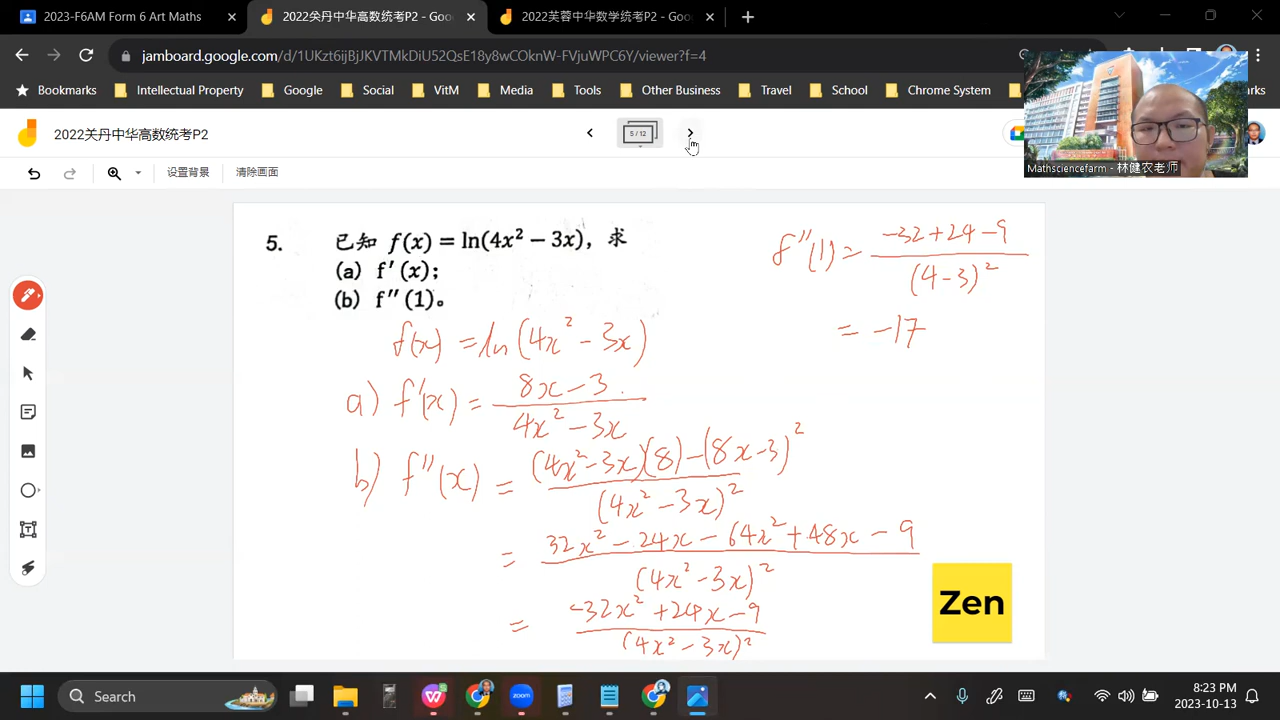 2023-F6AM Form 6 Art Maths
2022关丹中华高数统考P2 - Goo
2022芙蓉中华数学统考P2 - Goo
jamboard.google.com/d/1UKzt6ijBjJKVTMkDiU52QsF18y8wCQknW-FVjuWPC6Y/viewer?f=4
Bookmarks Intellectual Property Google Social VitM Media Tools Other Business Travel School Chrome System
2022关丹中华高数统考P2
5 / 12
设置背景 清除画面
Mathsciencefarm - 林健农老师
5. 已知 f(x) = ln(4x² − 3x)，求
(a) f′(x);
(b) f″(1)。
f(x) = ln(4x² − 3x)
a) f′(x) = 8x − 3
4x² − 3x
b) f″(x) = (4x² − 3x)(8) − (8x − 3)²
(4x² − 3x)²
= 32x² − 24x − 64x² + 48x − 9
(4x² − 3x)²
= −32x² + 24x − 9
(4x² − 3x)²
f″(1) = −32 + 24 − 9
(4 − 3)²
= −17
Zen
Search
8:23 PM
2023-10-13